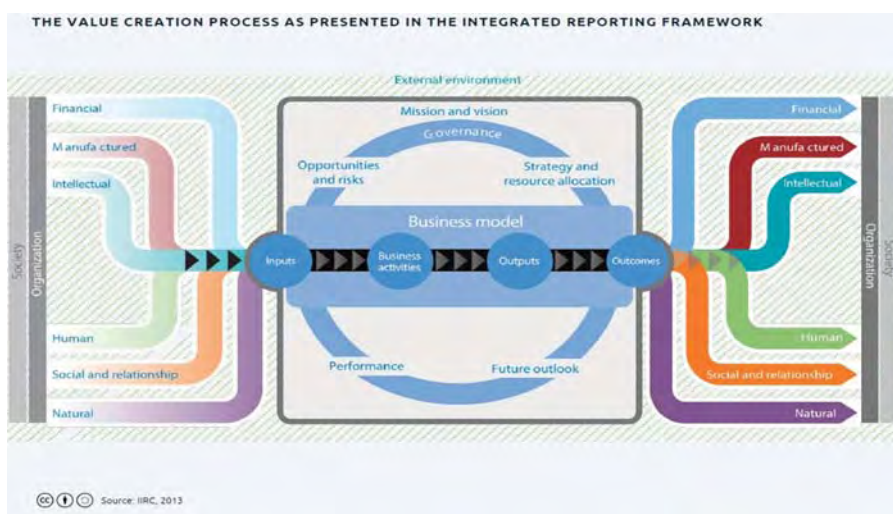 THE VALUE CREATION PROCESS AS PRESENTED IN THE INTEGRATED REPORTING FRAMEWORK
External environment
Society
Organization
Financial
Manufa ctured
Intellectual
Human
Social and relationship
Natural
Mission and vision
Governance
Opportunities
and risks
Strategy and
resource allocation
Business model
Inputs
Business
activities
Outputs
Outcomes
Performance
Future outlook
Financial
Manufa ctured
Intellectual
Human
Social and relationship
Natural
Organization
Society
cc
Source: IIRC, 2013